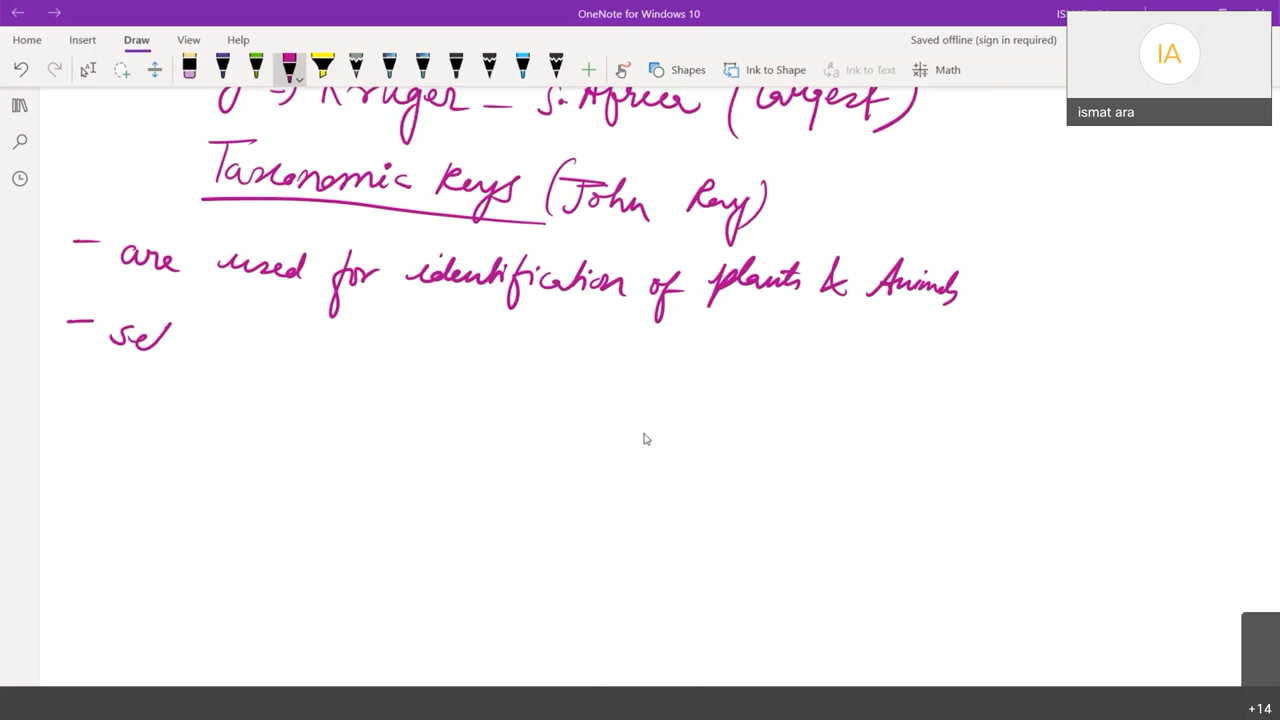 OneNote for Windows 10
Home Insert Draw View Help
Saved offline (sign in required)
IA
Shapes Ink to Shape Ink to Text Math
ismat ara
Kruger - S. Africa (largest)
Taxonomic Keys (John Ray)
- are used for identification of plants & Animals
- sel
+14